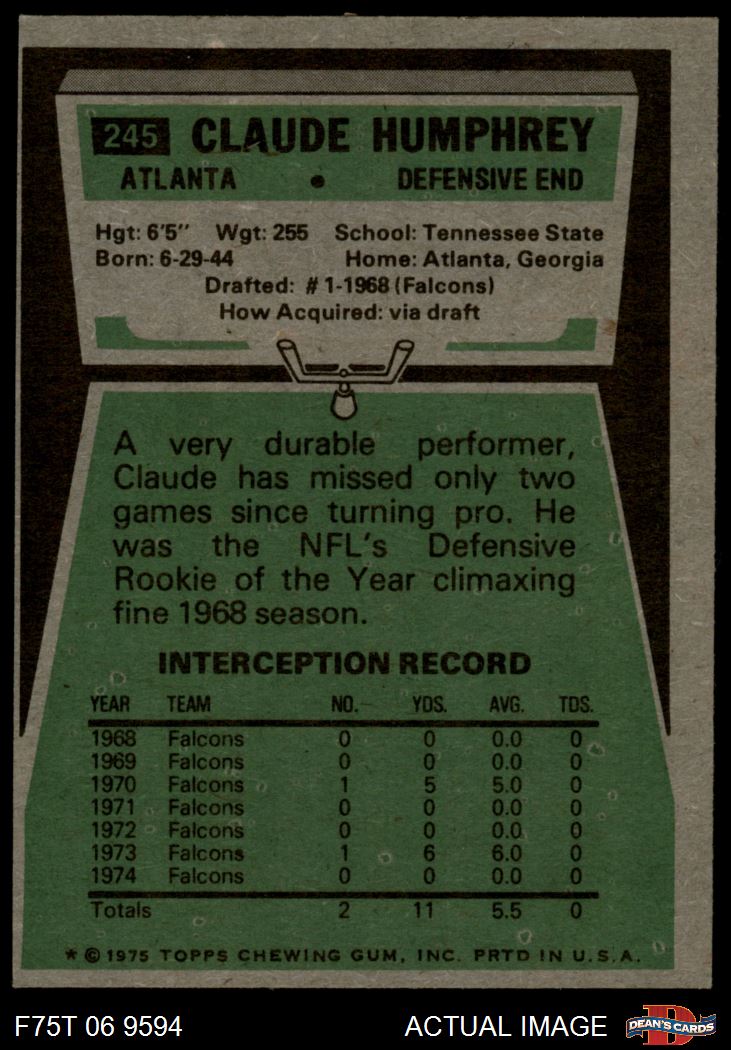 245 CLAUDE HUMPHREY
ATLANTA • DEFENSIVE END
Hgt: 6'5" Wgt: 255 School: Tennessee State
Born: 6-29-44 Home: Atlanta, Georgia
Drafted: #1-1968 (Falcons)
How Acquired: via draft
A very durable performer,
Claude has missed only two
games since turning pro. He
was the NFL's Defensive
Rookie of the Year climaxing
fine 1968 season.
INTERCEPTION RECORD
YEAR TEAM NO. YDS. AVG. TDS.
1968 Falcons 0 0 0.0 0
1969 Falcons 0 0 0.0 0
1970 Falcons 1 5 5.0 0
1971 Falcons 0 0 0.0 0
1972 Falcons 0 0 0.0 0
1973 Falcons 1 6 6.0 0
1974 Falcons 0 0 0.0 0
Totals 2 11 5.5 0
* © 1975 TOPPS CHEWING GUM, INC. PRTD IN U.S.A.
F75T 06 9594 ACTUAL IMAGE D DEAN'S CARDS